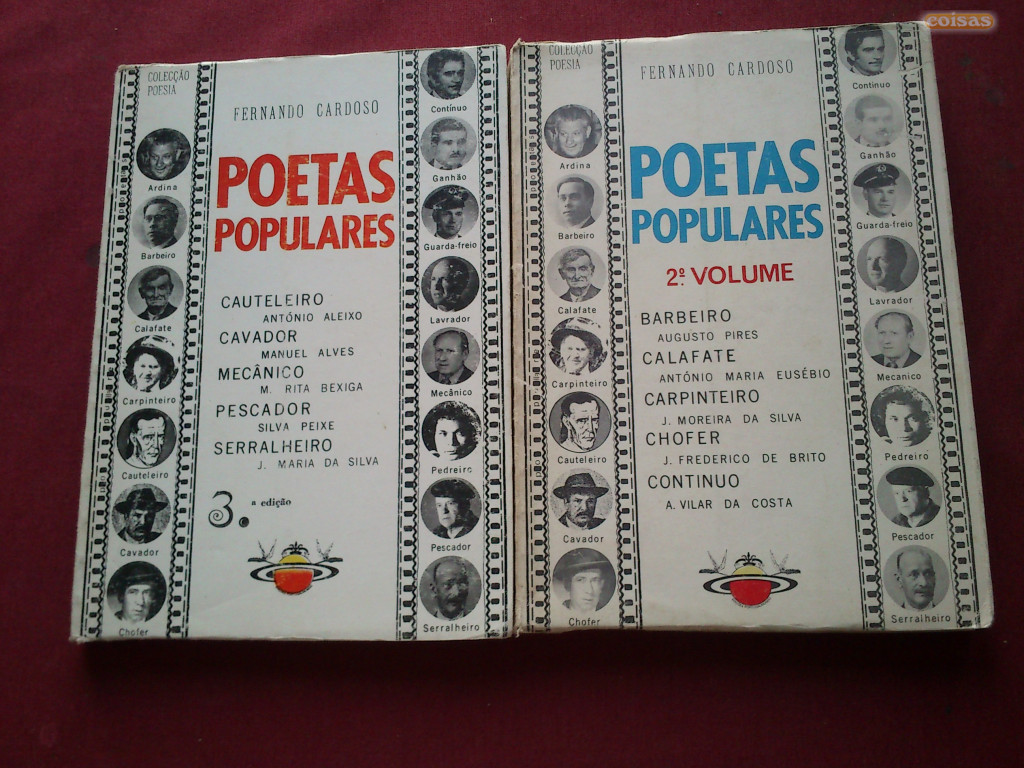 coisas
COLECÇÃO
POESIA
FERNANDO CARDOSO
POETAS
POPULARES
CAUTELEIRO
ANTÓNIO ALEIXO
CAVADOR
MANUEL ALVES
MECÂNICO
M. RITA BEXIGA
PESCADOR
SILVA PEIXE
SERRALHEIRO
J. MARIA DA SILVA
3.ª edição
Ardina
Barbeiro
Calafate
Carpinteiro
Cauteleiro
Cavador
Chofer
Contínuo
Ganhão
Guarda-freio
Lavrador
Mecânico
Pedreiro
Pescador
Serralheiro
COLECÇÃO
POESIA
FERNANDO CARDOSO
POETAS
POPULARES
2.º VOLUME
BARBEIRO
AUGUSTO PIRES
CALAFATE
ANTÓNIO MARIA EUSÉBIO
CARPINTEIRO
J. MOREIRA DA SILVA
CHOFER
J. FREDERICO DE BRITO
CONTINUO
A. VILAR DA COSTA
Ardina
Barbeiro
Calafate
Carpinteiro
Cauteleiro
Cavador
Chofer
Continuo
Ganhão
Guarda-freio
Lavrador
Mecanico
Pedreiro
Pescador
Serralheiro